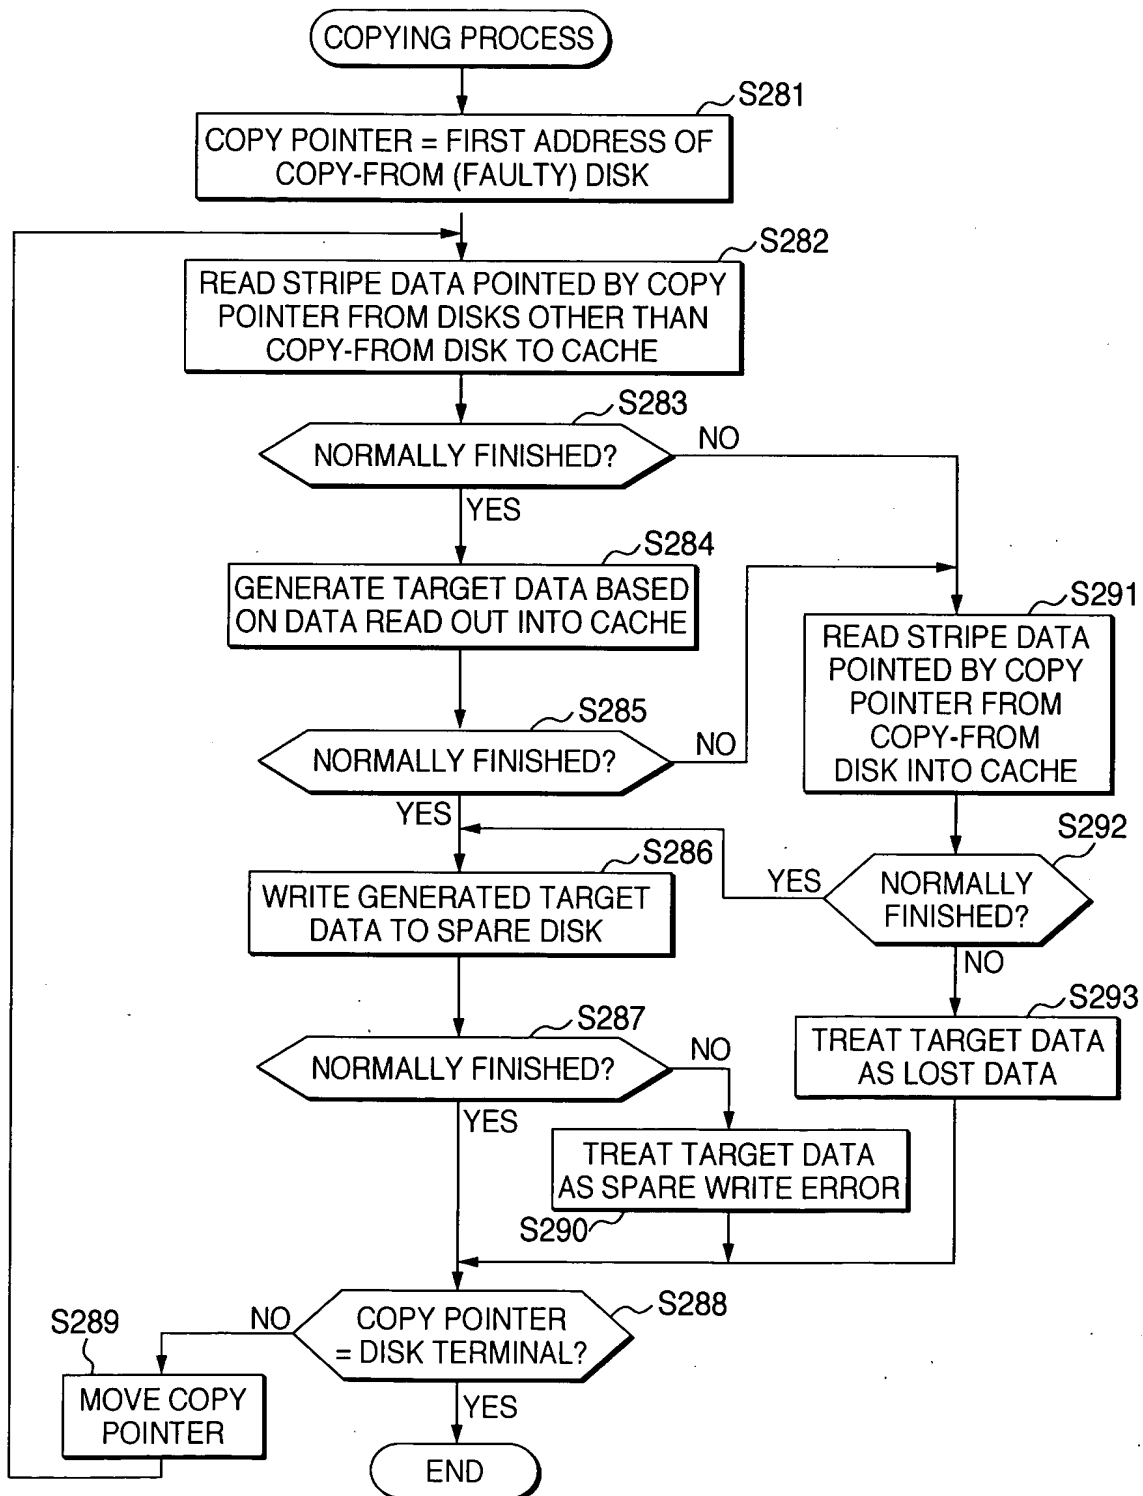 COPYING PROCESS
S281
COPY POINTER = FIRST ADDRESS OF
COPY-FROM (FAULTY) DISK
S282
READ STRIPE DATA POINTED BY COPY
POINTER FROM DISKS OTHER THAN
COPY-FROM DISK TO CACHE
S283
NORMALLY FINISHED?
NO
YES
S284
GENERATE TARGET DATA BASED
ON DATA READ OUT INTO CACHE
S291
READ STRIPE DATA
POINTED BY COPY
POINTER FROM
COPY-FROM
DISK INTO CACHE
S285
NORMALLY FINISHED?
NO
YES
S292
NORMALLY
FINISHED?
YES
NO
S286
WRITE GENERATED TARGET
DATA TO SPARE DISK
S293
TREAT TARGET DATA
AS LOST DATA
S287
NORMALLY FINISHED?
NO
YES
TREAT TARGET DATA
AS SPARE WRITE ERROR
S290
S288
COPY POINTER
= DISK TERMINAL?
NO
YES
S289
MOVE COPY
POINTER
END